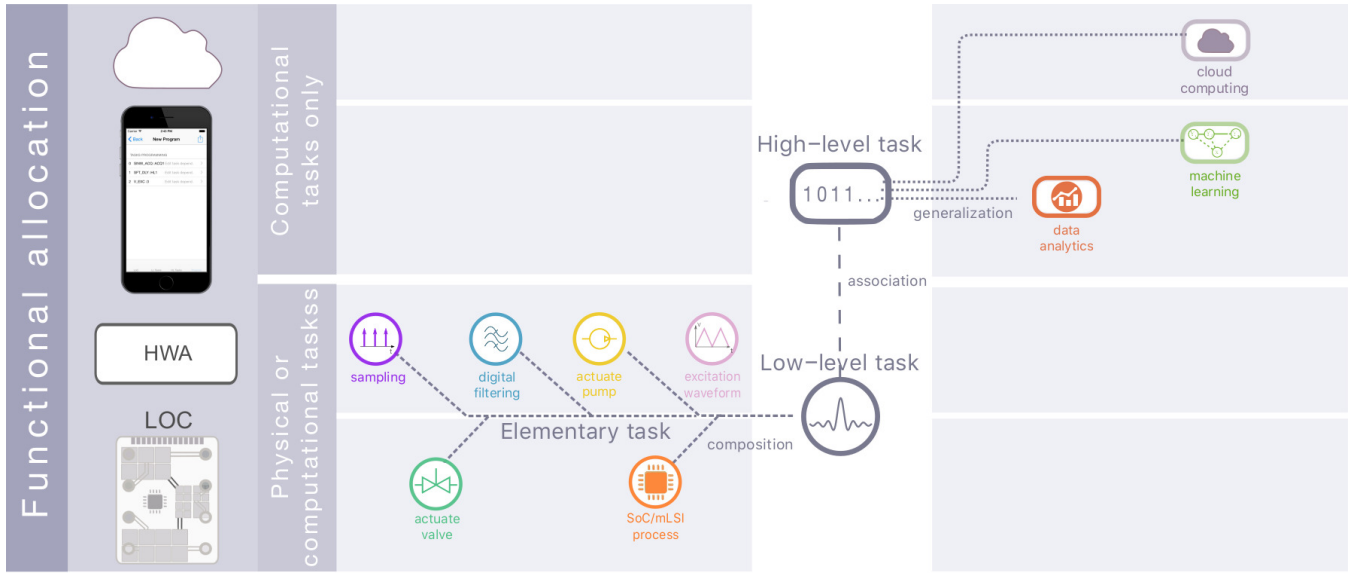 Functional allocation
Computational
tasks only
Physical or
computational taskss
New Program
HWA
LOC
High-level task
1011...
generalization
cloud
computing
machine
learning
data
analytics
association
Low-level task
sampling
digital
filtering
actuate
pump
excitation
waveform
Elementary task
composition
actuate
valve
SoC/mLSI
process